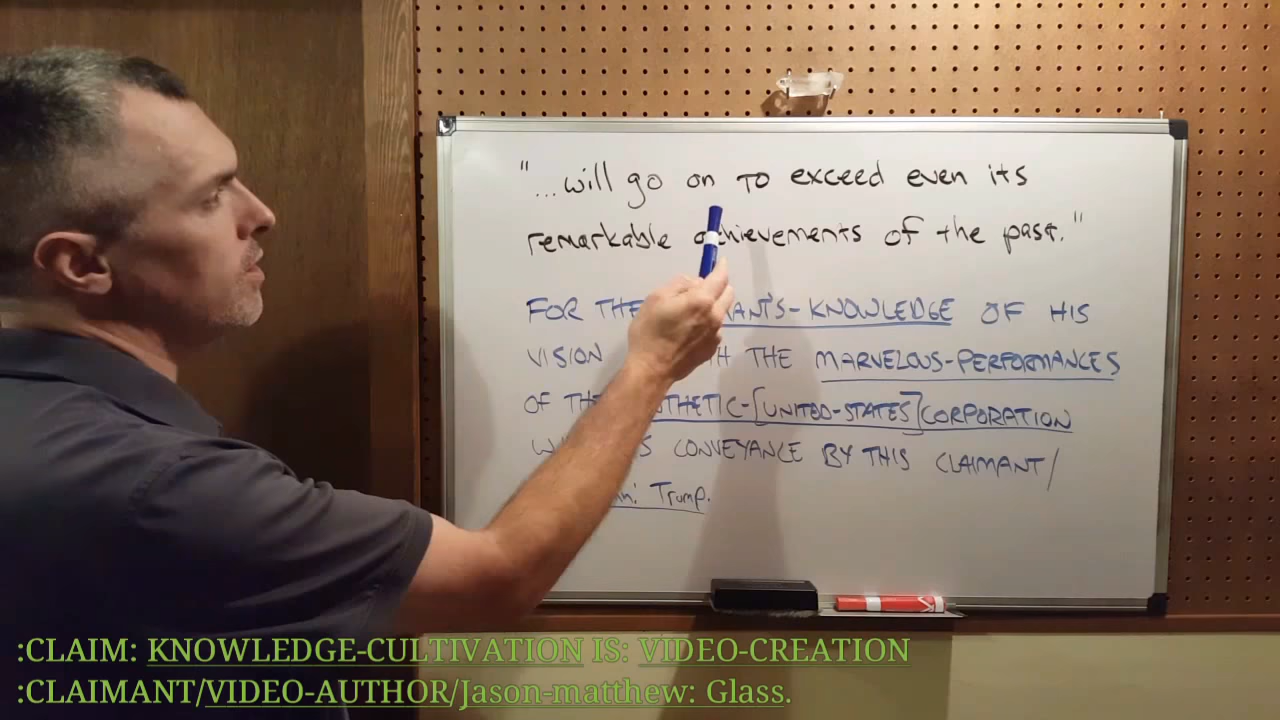 "...will go on TO exceed even its
remarkable achievements of the past."
FOR THE KNOWLEDGE OF HIS
VISION THE MARVELOUS-PERFORMANCES
OF THE [UNITED-STATES]CORPORATION
CONVEYANCE BY THIS CLAIMANT/
Trump.
:CLAIM: KNOWLEDGE-CULTIVATION IS: VIDEO-CREATION
:CLAIMANT/VIDEO-AUTHOR/Jason-matthew: Glass.